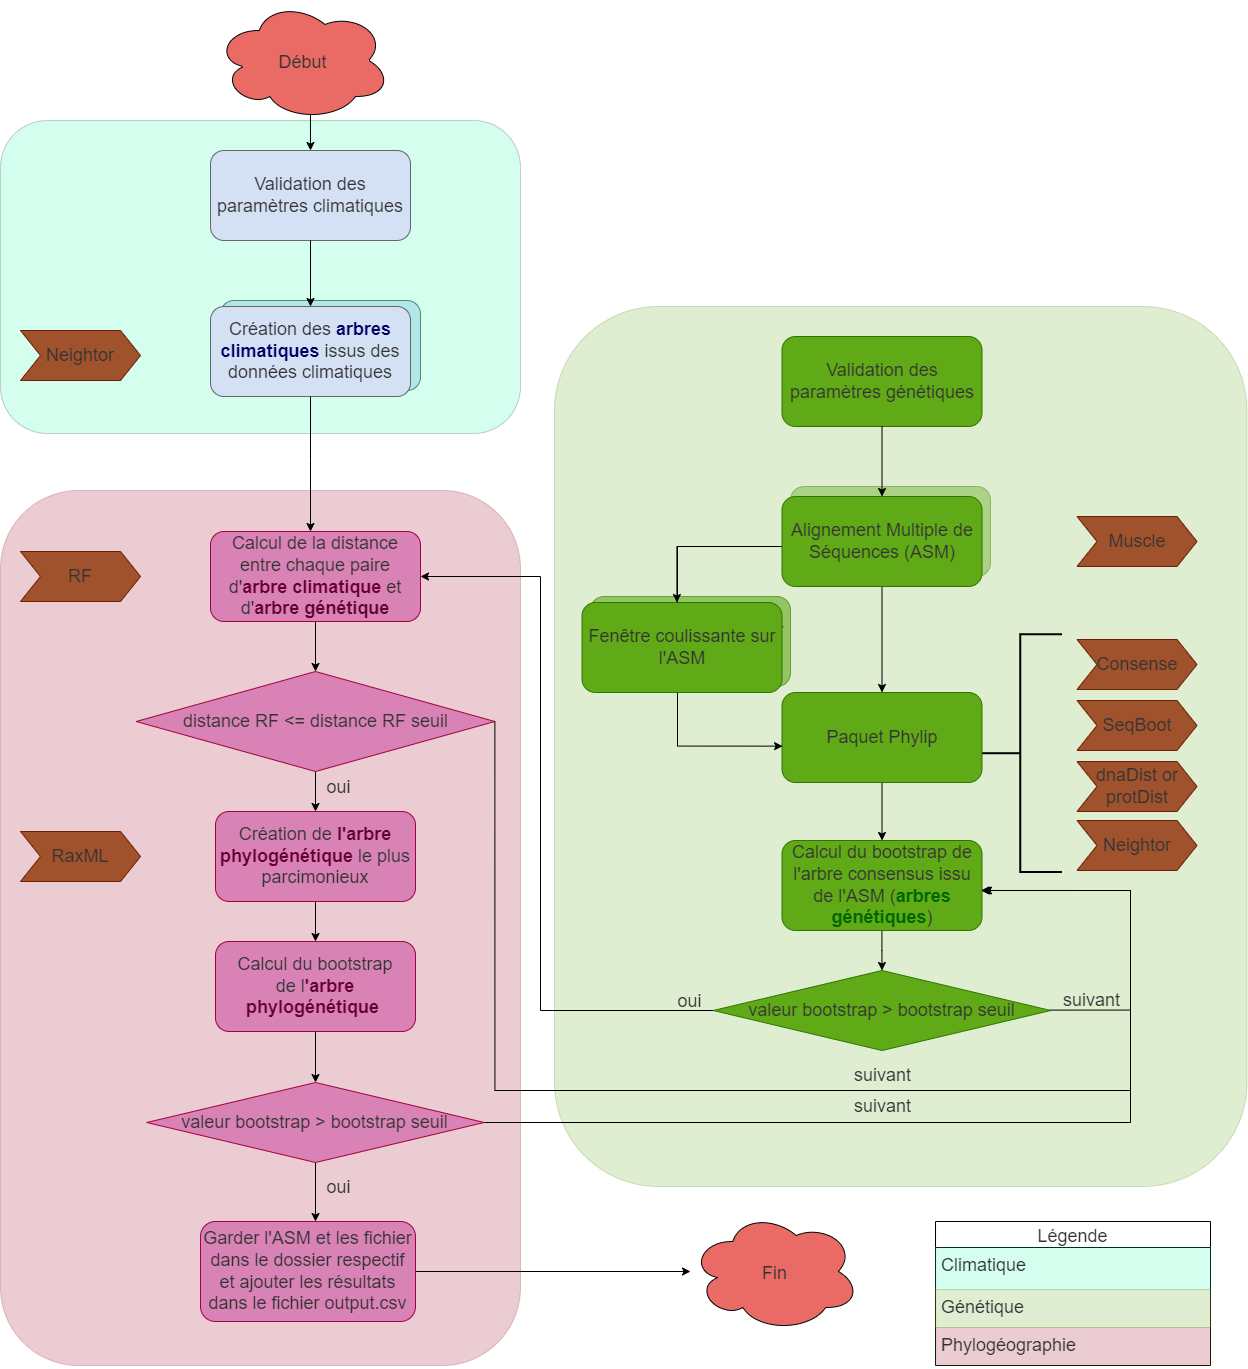 Début
Validation des
paramètres climatiques
Neightor
Création des arbres
climatiques issus des
données climatiques
Validation des
paramètres génétiques
Alignement Multiple de
Séquences (ASM)
Muscle
Fenêtre coulissante sur
l'ASM
Paquet Phylip
Consense
SeqBoot
dnaDist or
protDist
Neightor
Calcul du bootstrap de
l'arbre consensus issu
de l'ASM (arbres
génétiques)
valeur bootstrap > bootstrap seuil
oui
suivant
RF
Calcul de la distance
entre chaque paire
d'arbre climatique et
d'arbre génétique
distance RF <= distance RF seuil
oui
suivant
RaxML
Création de l'arbre
phylogénétique le plus
parcimonieux
Calcul du bootstrap
de l'arbre
phylogénétique
valeur bootstrap > bootstrap seuil
suivant
oui
Garder l'ASM et les fichier
dans le dossier respectif
et ajouter les résultats
dans le fichier output.csv
Fin
Légende
Climatique
Génétique
Phylogéographie